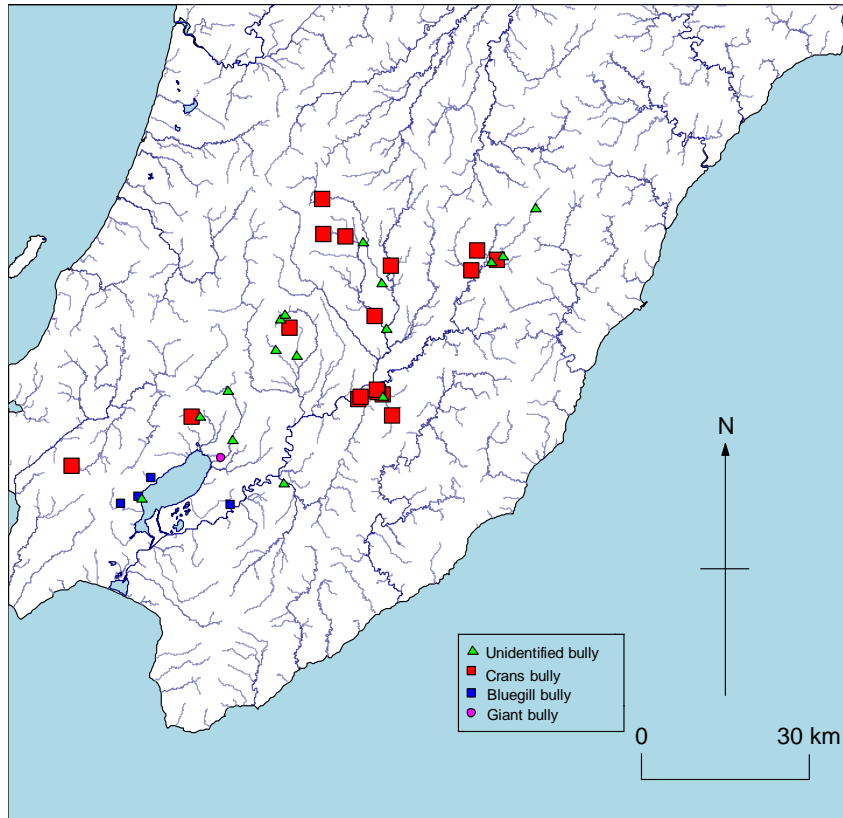 N
Unidentified bully
Crans bully
Bluegill bully
Giant bully
0 30 km